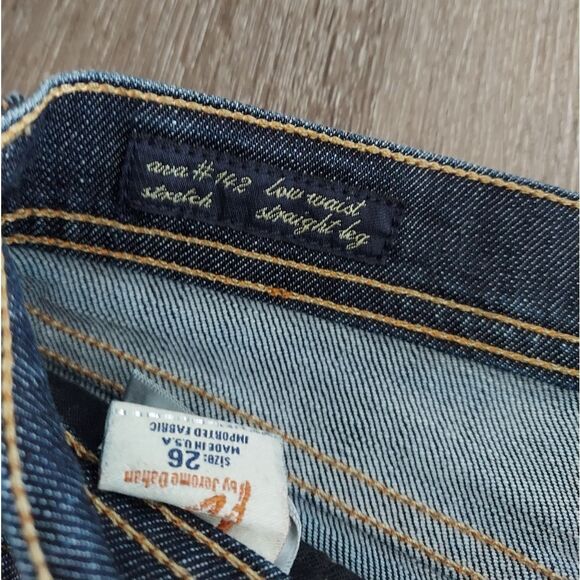 ava #142 low waist
stretch straight leg
by Jerome Dahan
Size: 26
MADE IN U.S.A
IMPORTED FABRIC